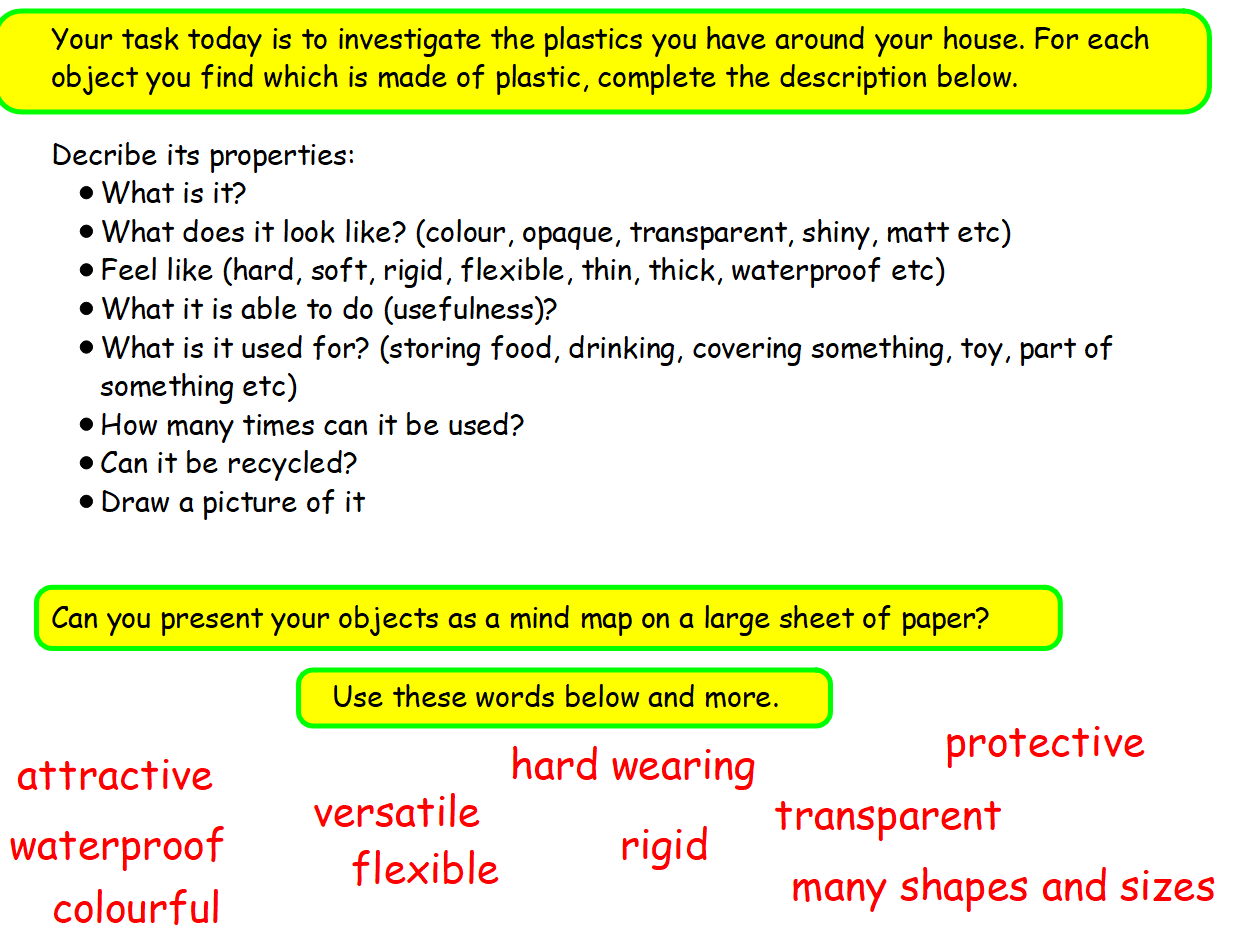 Your task today is to investigate the plastics you have around your house. For each
object you find which is made of plastic, complete the description below.
Decribe its properties:
• What is it?
• What does it look like? (colour, opaque, transparent, shiny, matt etc)
• Feel like (hard, soft, rigid, flexible, thin, thick, waterproof etc)
• What it is able to do (usefulness)?
• What is it used for? (storing food, drinking, covering something, toy, part of
something etc)
• How many times can it be used?
• Can it be recycled?
• Draw a picture of it
Can you present your objects as a mind map on a large sheet of paper?
Use these words below and more.
protective
hard wearing
attractive
versatile
transparent
waterproof
rigid
flexible
many shapes and sizes
colourful